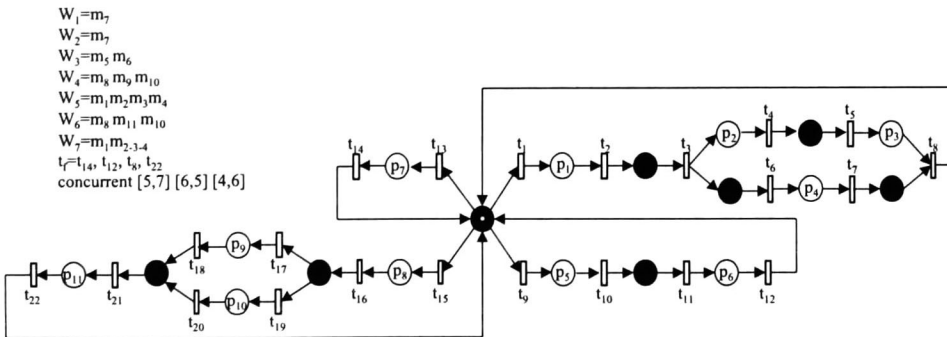 W₁=m₇
W₂=m₇
W₃=m₅ m₆
W₄=m₈ m₉ m₁₀
W₅=m₁m₂m₃m₄
W₆=m₈ m₁₁ m₁₀
W₇=m₁m₂₋₃₋₄
t_f=t₁₄, t₁₂, t₈, t₂₂
concurrent [5,7] [6,5] [4,6]
t₄ t₅
p₂ p₃
t₁₄ t₁₃ t₁ t₂ t₃ t₈
p₇ p₁ t₆ t₇
p₄
p₉
t₁₈ t₁₇
p₁₁ p₈ p₅ p₆
t₂₂ t₂₁ t₁₆ t₁₅ t₉ t₁₀ t₁₁ t₁₂
p₁₀
t₂₀ t₁₉